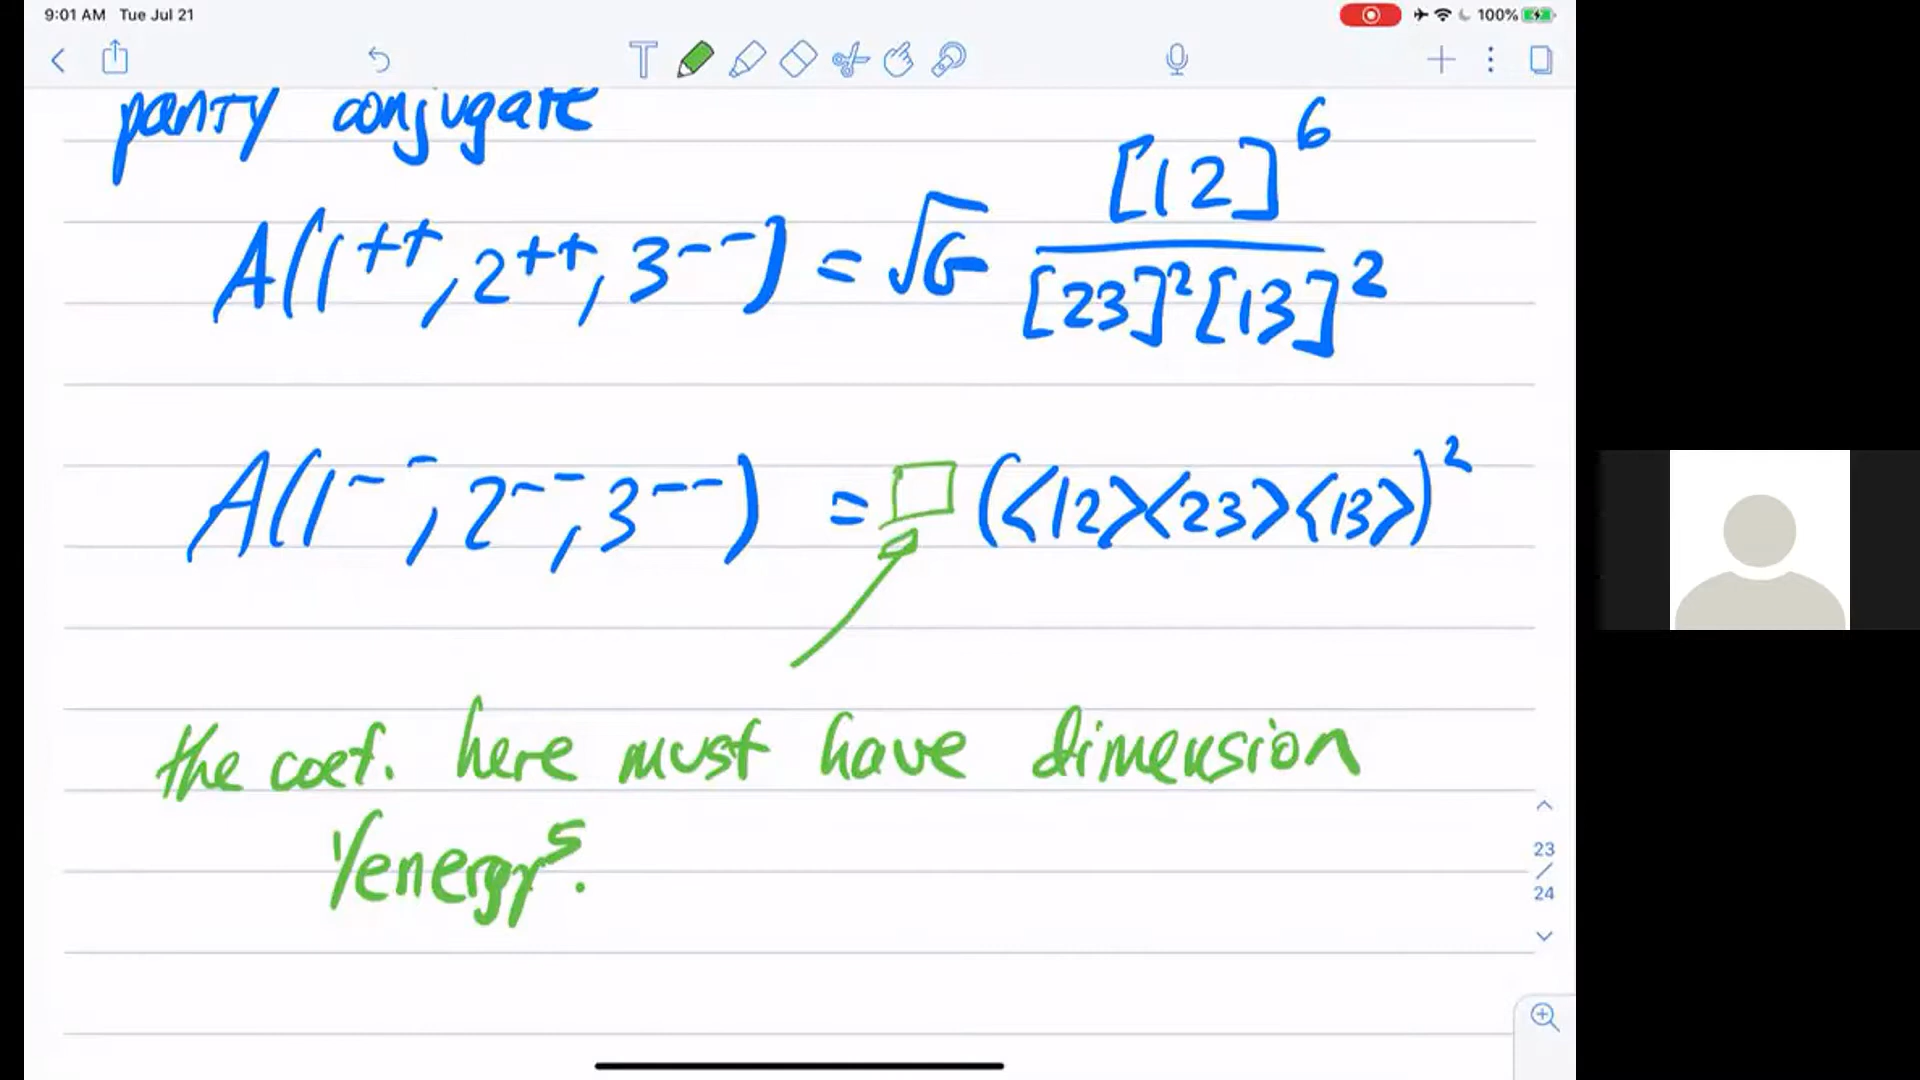 9:01 AM Tue Jul 21
100%
T
parity conjugate
A(1⁺⁺, 2⁺⁺, 3⁻⁻) = √G [12]⁶ / [23]²[13]²
A(1⁻⁻, 2⁻⁻, 3⁻⁻) = □ (<12><23><13>)²
the coef. here must have dimension
1/energy⁵.
23
/
24